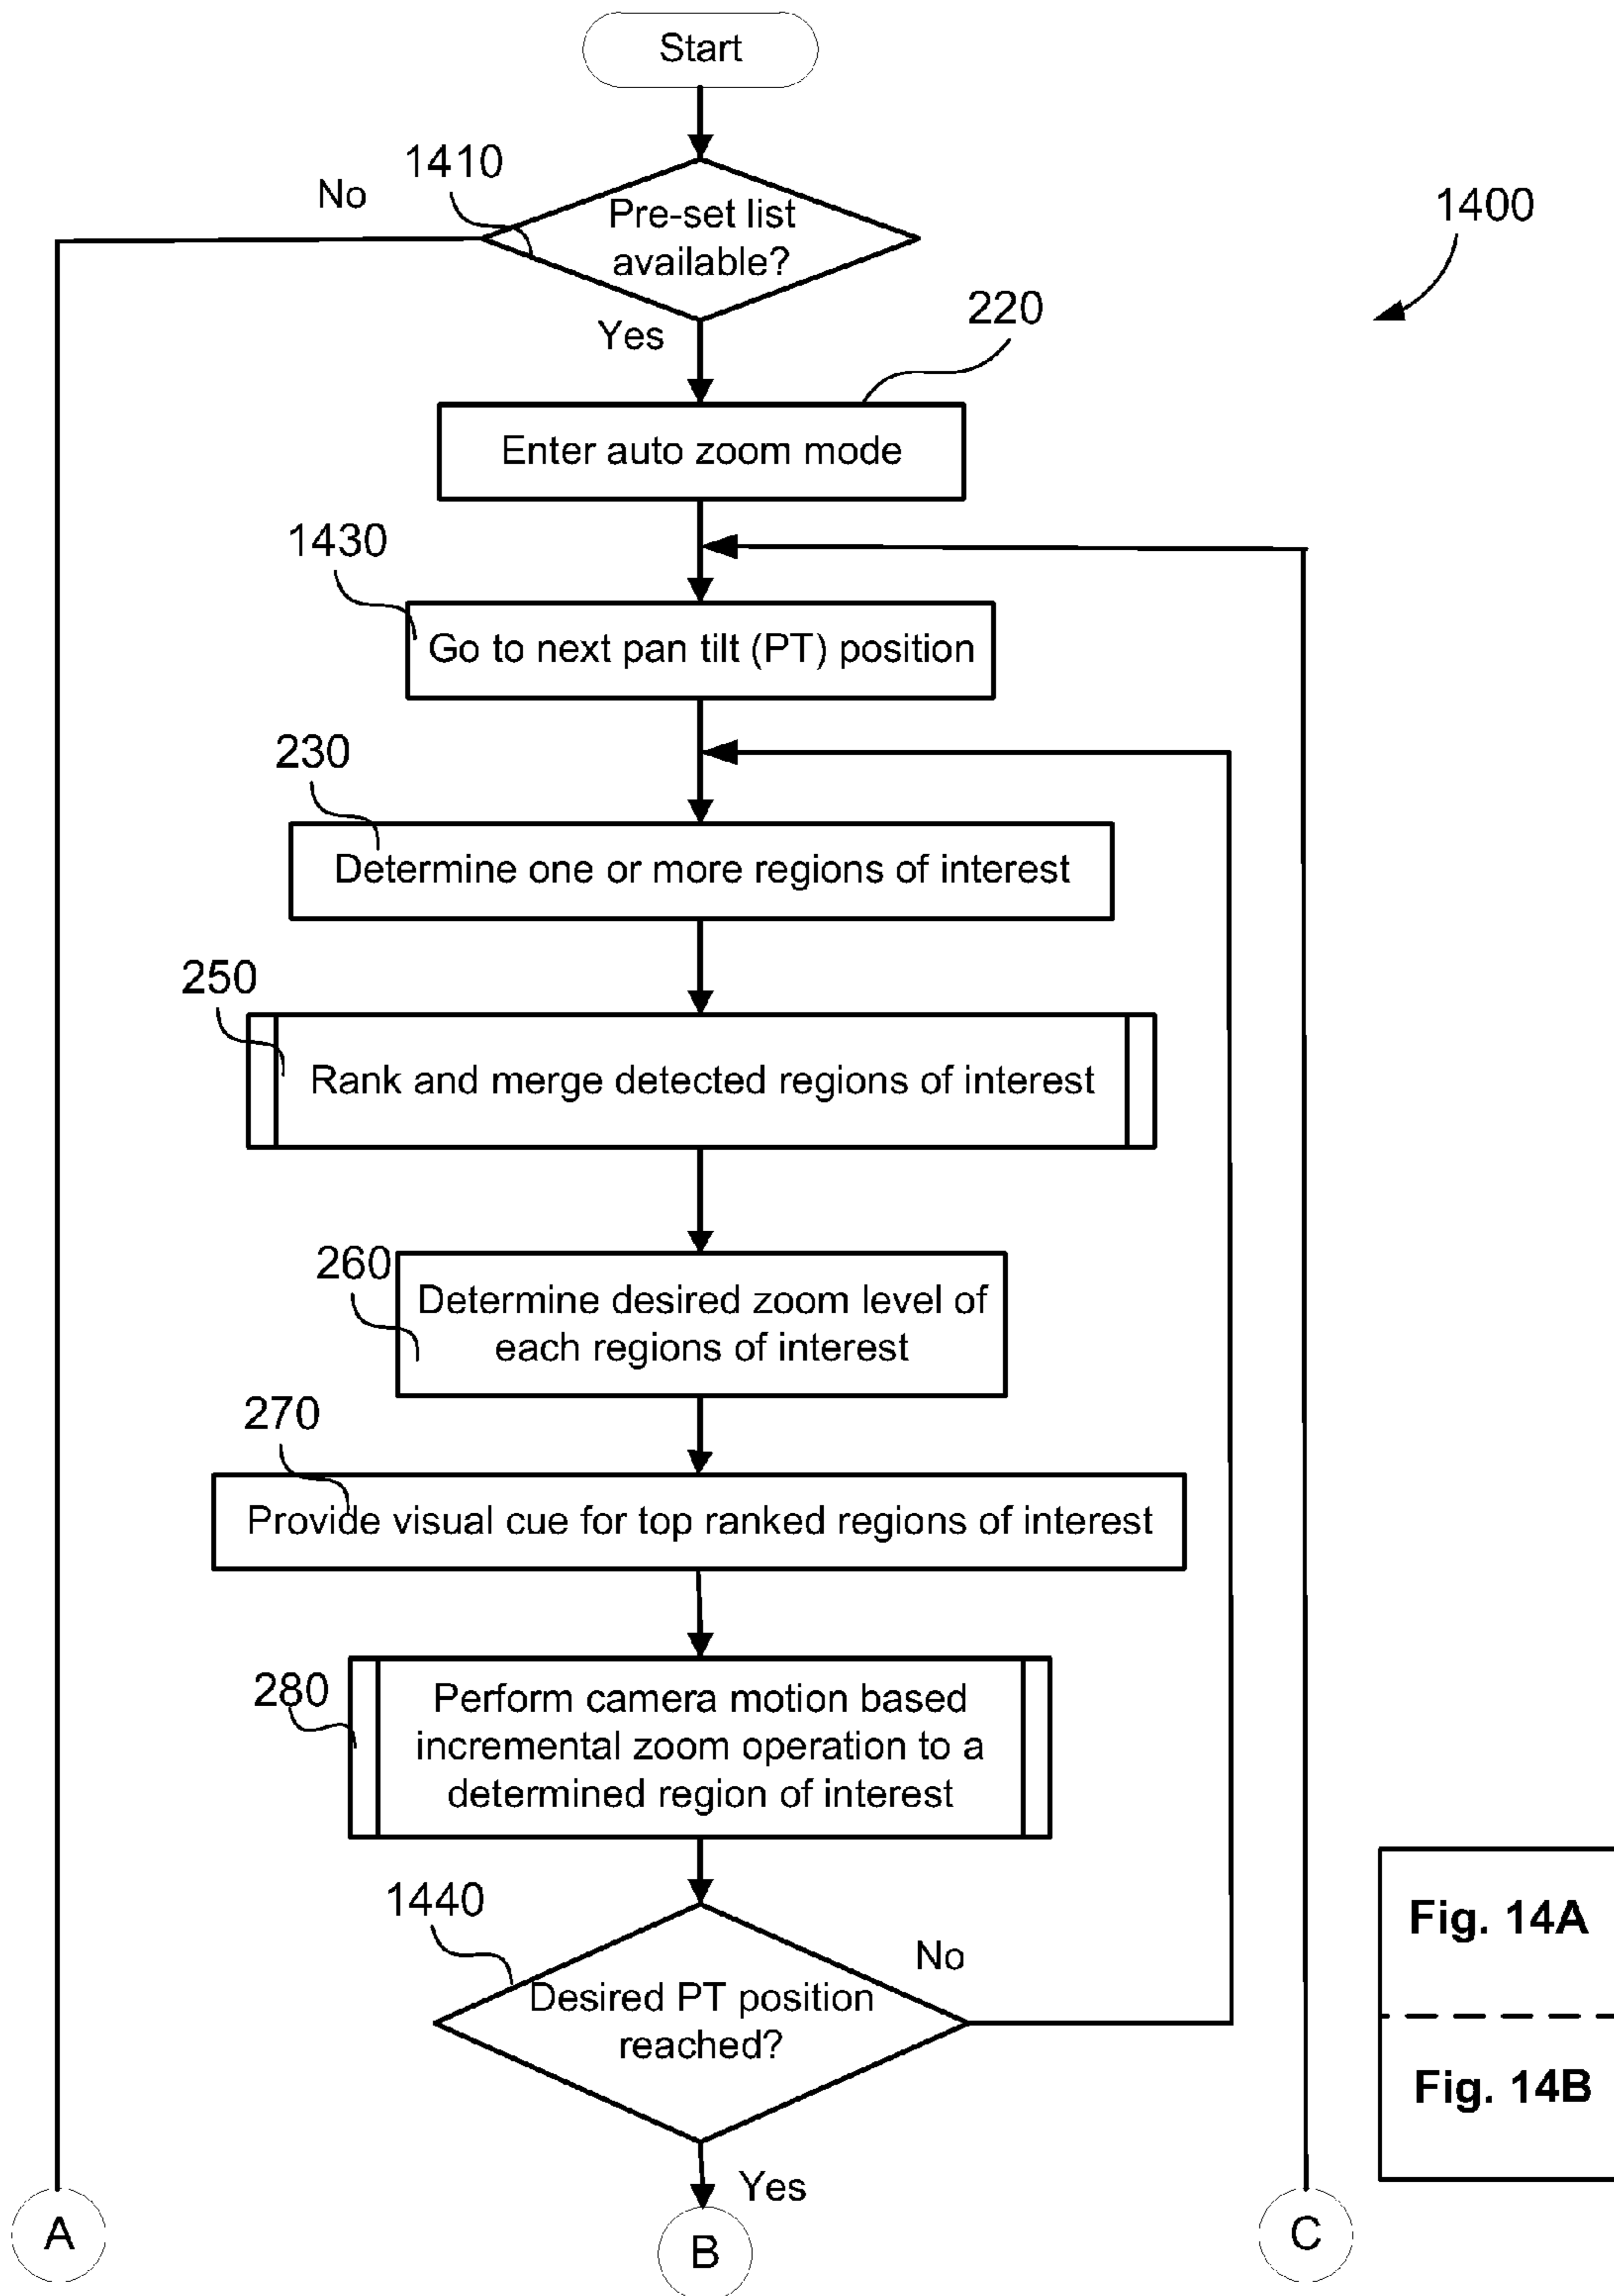 Start
1410
No
Pre-set list
available?
1400
Yes
220
Enter auto zoom mode
1430
Go to next pan tilt (PT) position
230
Determine one or more regions of interest
250
Rank and merge detected regions of interest
260
Determine desired zoom level of
each regions of interest
270
Provide visual cue for top ranked regions of interest
280
Perform camera motion based
incremental zoom operation to a
determined region of interest
1440
No
Desired PT position
reached?
Yes
Fig. 14A
Fig. 14B
A
B
C